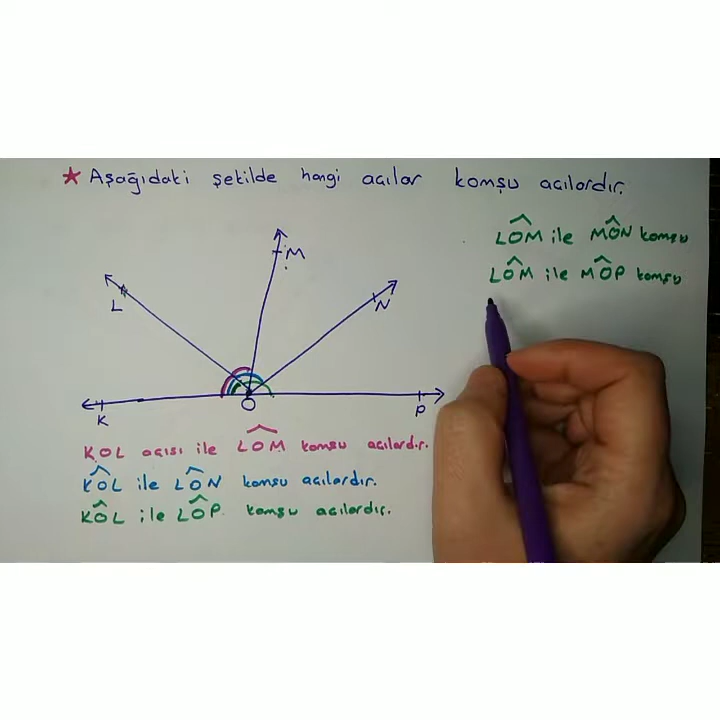 ★ Aşağıdaki şekilde hangi açılar komşu açılardır.
LÔM ile MÔN komşu
LÔM ile MÔP komşu
M
L
N
K
O
P
KOL açısı ile LOM komşu açılardır.
KÔL ile LÔN komşu açılardır.
KÔL ile LÔP komşu açılardır.